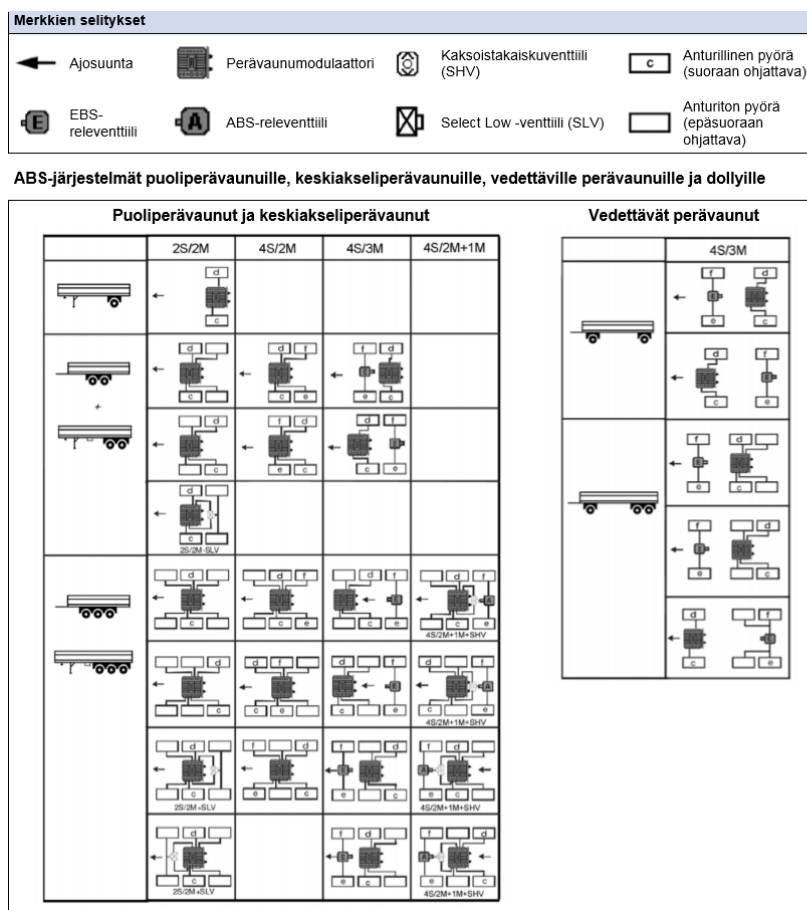 Merkkien selitykset
Ajosuunta
Perävaunumodulaattori
Kaksoistakaiskuventtiili
(SHV)
c
Anturillinen pyörä
(suoraan ohjattava)
E
EBS-
releventtiili
A
ABS-releventtiili
Select Low -venttiili (SLV)
Anturiton pyörä
(epäsuoraan
ohjattava)
ABS-järjestelmät puoliperävaunuille, keskiakseliperävaunuille, vedettäville perävaunuille ja dollyille
Puoliperävaunut ja keskiakseliperävaunut
Vedettävät perävaunut
2S/2M 4S/2M 4S/3M 4S/2M+1M
4S/3M
d
c
f d
E
e c
d d f f d
E
c c e e c
d f
E
c e
+
d f d d f
E
c e c c e
f d
E
e c
d
c
2S/2M-SLV
f d
E
e c
d d f d f d f
E A
c c e c e c e
4S/2M+1M+SHV
d f
E
c e
d d f d f d f
E A
c c e c e c e
4S/2M+1M+SHV
d f d f d f d
E A
c e c e c e c
2S/2M+SLV
4S/2M+1M+SHV
d f d f d
E A
c e c e c
2S/2M+SLV
4S/2M+1M+SHV